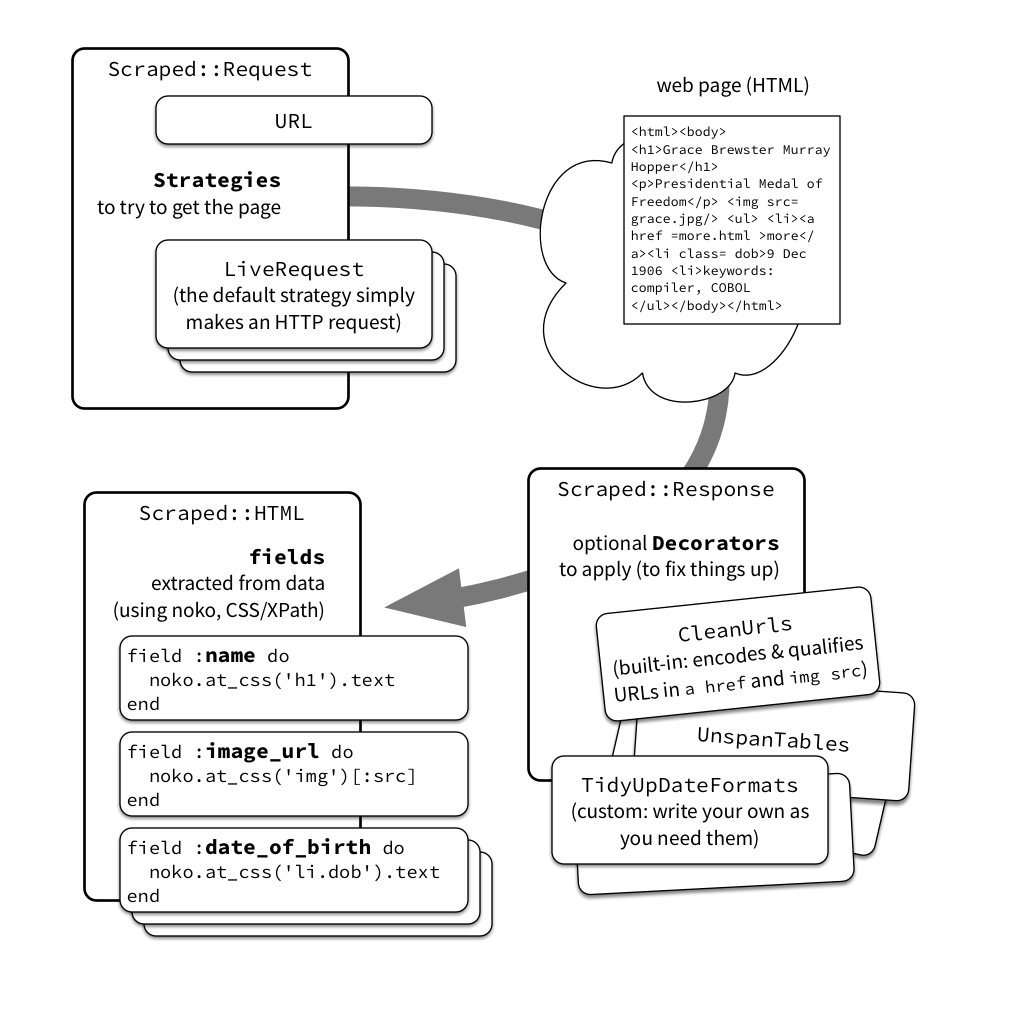 Scraped::Request
URL
Strategies
to try to get the page
LiveRequest
(the default strategy simply
makes an HTTP request)
web page (HTML)
<html><body>
<h1>Grace Brewster Murray
Hopper</h1>
<p>Presidential Medal of
Freedom</p> <img src=
grace.jpg/> <ul> <li><a
href =more.html >more</
a><li class= dob>9 Dec
1906 <li>keywords:
compiler, COBOL
</ul></body></html>
Scraped::Response
optional Decorators
to apply (to fix things up)
CleanUrls
(built-in: encodes & qualifies
URLs in a href and img src)
UnspanTables
TidyUpDateFormats
(custom: write your own as
you need them)
Scraped::HTML
fields
extracted from data
(using noko, CSS/XPath)
field :name do
  noko.at_css('h1').text
end
field :image_url do
  noko.at_css('img')[:src]
end
field :date_of_birth do
  noko.at_css('li.dob').text
end